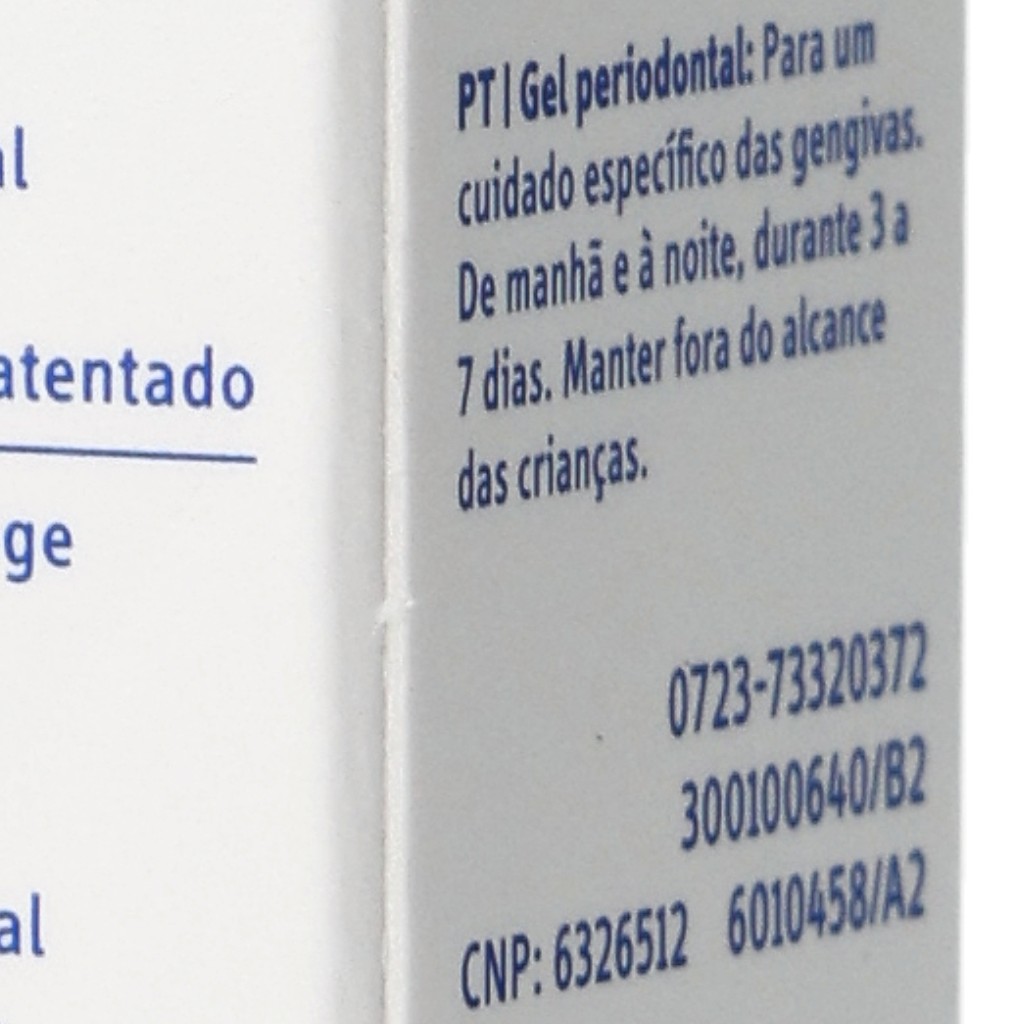 al
atentado
ge
al
PT | Gel periodontal: Para um
cuidado específico das gengivas.
De manhã e à noite, durante 3 a
7 dias. Manter fora do alcance
das crianças.
0723-73320372
300100640/B2
CNP: 6326512 6010458/A2